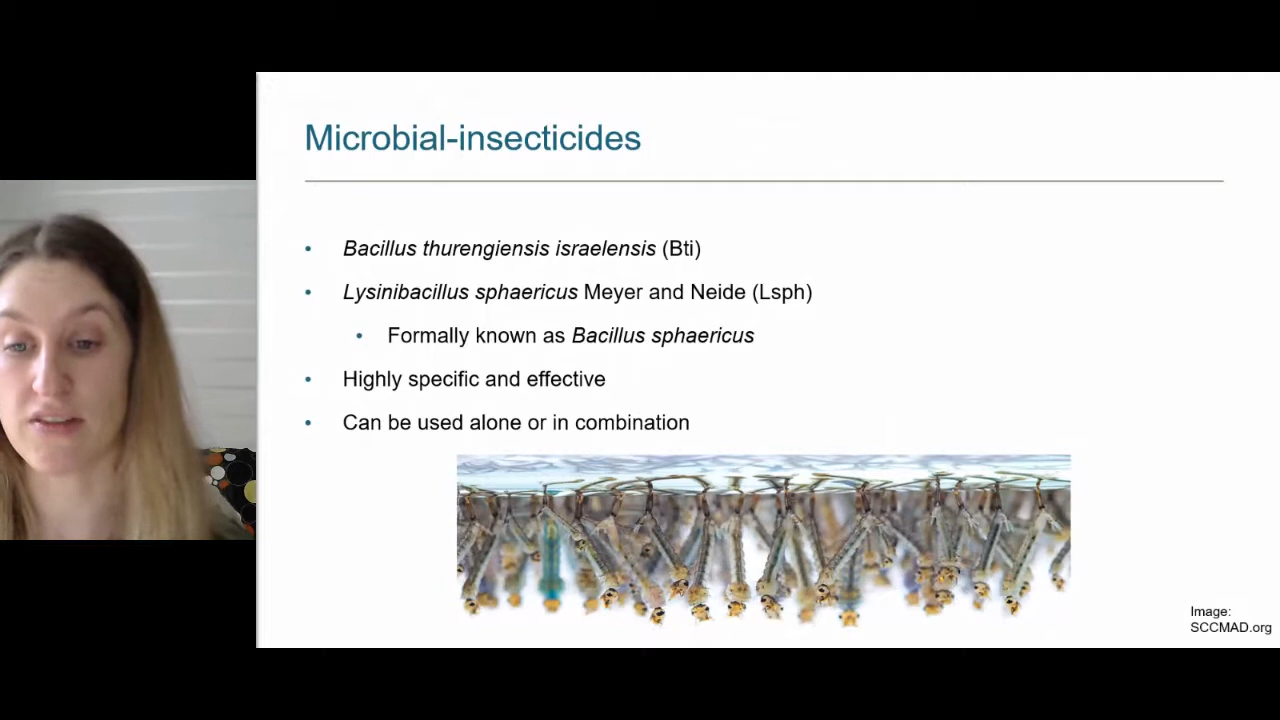 Microbial-insecticides
• Bacillus thurengiensis israelensis (Bti)
• Lysinibacillus sphaericus Meyer and Neide (Lsph)
• Formally known as Bacillus sphaericus
• Highly specific and effective
• Can be used alone or in combination
Image:
SCCMAD.org